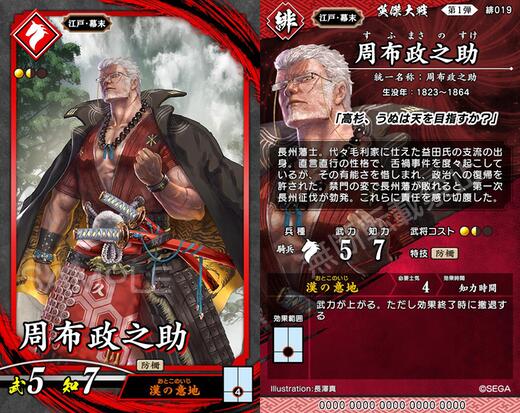 江戸・幕末
周布政之助
防柵
武5 知7
おとこのいじ
漢の意地
4
SAMPLE
緋
江戸・幕末
英傑大戦
第1弾
緋019
すふまさのすけ
周布政之助
統一名称:周布政之助
生没年:1823~1864
「高杉、うぬは天を目指すか?」
長州藩士。代々毛利家に仕えた益田氏の支流の出
身。直言直行の性格で、舌禍事件を度々起こしてい
るが、その有能さを惜しまれ、政治への復帰を
許された。禁門の変で長州藩が敗れると、第一次
長州征伐が勃発。これらに責任を感じ切腹した。
兵種 武力 知力 武将コスト
騎兵 5 7 特技 防柵
おとこのいじ 必要士気 効果時間
漢の意地 4 知力時間
効果範囲
武力が上がる。ただし効果終了時に撤退する
Illustration:長澤真
©SEGA
0000-0000-0000-0000-0000